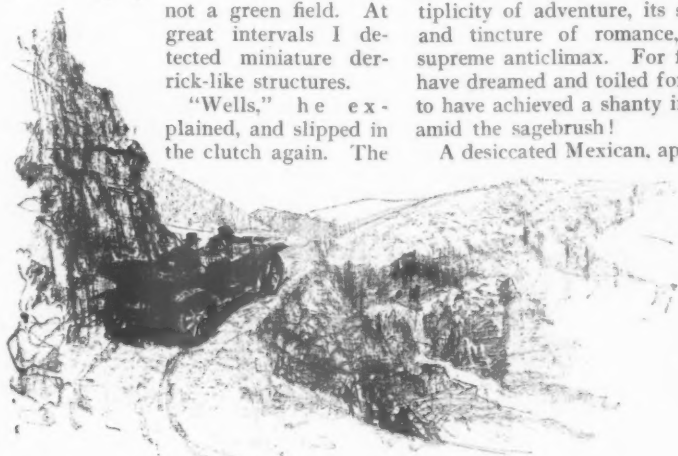 not a green field. At
great intervals I de-
tected miniature der-
rick-like structures.
"Wells," he ex-
plained, and slipped in
the clutch again. The
tiplicity of adventure, its s
and tincture of romance,
supreme anticlimax. For f
have dreamed and toiled for
to have achieved a shanty i
amid the sagebrush!
A desiccated Mexican, ap